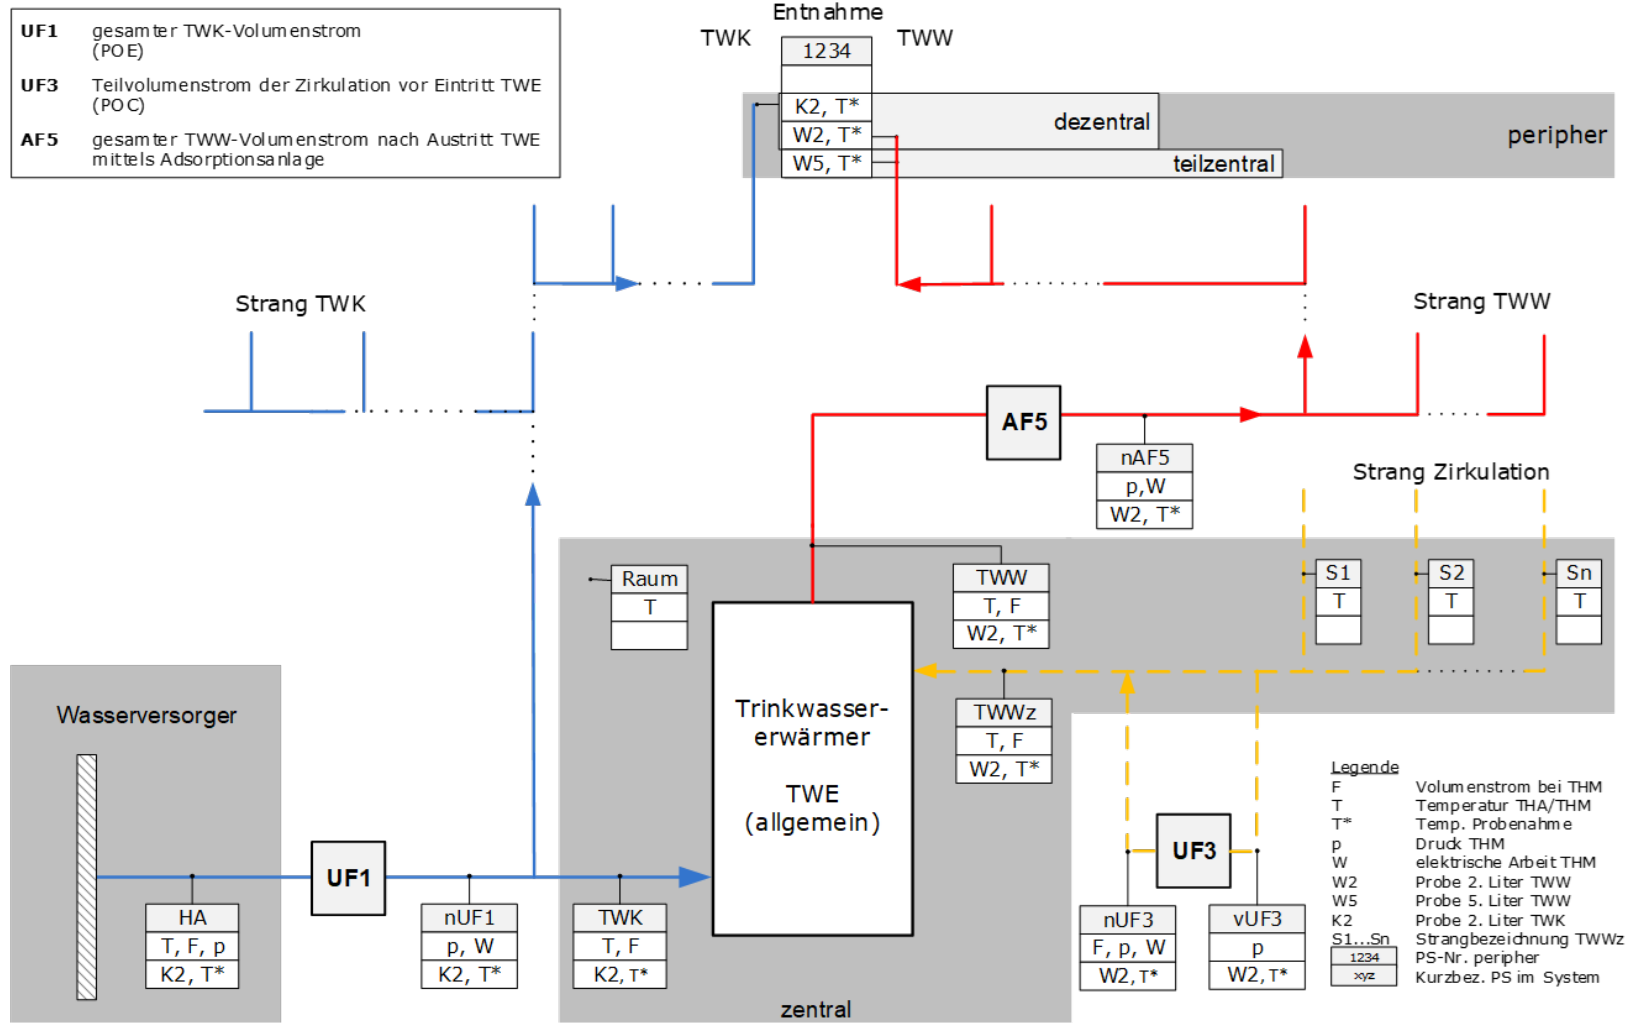 UF1 gesamter TWK-Volumenstrom
(POE)
UF3 Teilvolumenstrom der Zirkulation vor Eintritt TWE
(POC)
AF5 gesamter TWW-Volumenstrom nach Austritt TWE
mittels Adsorptionsanlage
Entnahme
TWK
TWW
1234
K2, T*
W2, T*
W5, T*
dezentral
teilzentral
peripher
Strang TWK
Strang TWW
AF5
nAF5
p,W
W2, T*
Strang Zirkulation
Raum
T
TWW
T, F
W2, T*
S1
T
S2
T
Sn
T
Wasserversorger
Trinkwasser-
erwärmer
TWE
(allgemein)
TWWz
T, F
W2, T*
UF1
UF3
HA
T, F, p
K2, T*
nUF1
p, W
K2, T*
TWK
T, F
K2, T*
nUF3
F, p, W
W2, T*
vUF3
p
W2, T*
zentral
Legende
F Volumenstrom bei THM
T Temperatur THA/THM
T* Temp. Probenahme
p Druck THM
W elektrische Arbeit THM
W2 Probe 2. Liter TWW
W5 Probe 5. Liter TWW
K2 Probe 2. Liter TWK
S1...Sn Strangbezeichnung TWWz
1234 PS-Nr. peripher
xyz Kurzbez. PS im System